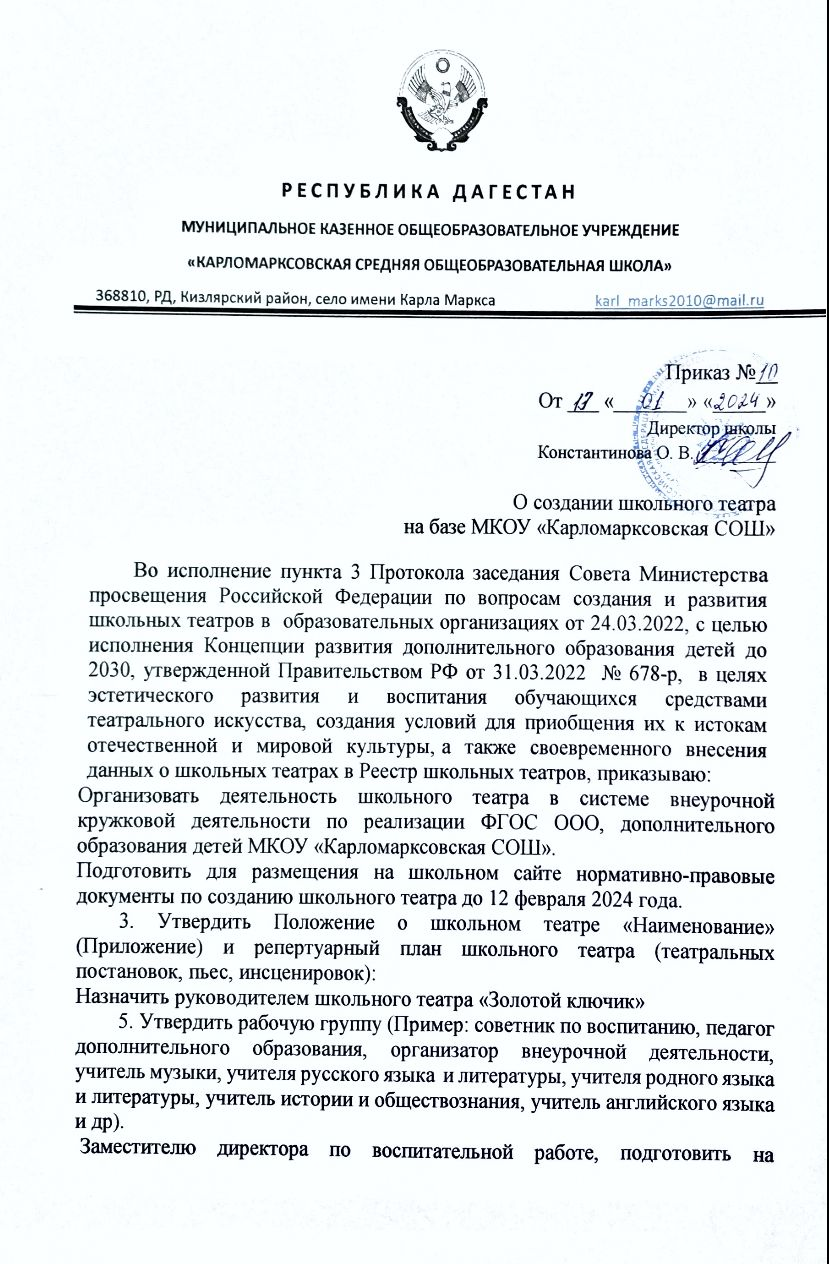 РЕСПУБЛИКА ДАГЕСТАН
МУНИЦИПАЛЬНОЕ КАЗЕННОЕ ОБЩЕОБРАЗОВАТЕЛЬНОЕ УЧРЕЖДЕНИЕ
«КАРЛОМАРКСОВСКАЯ СРЕДНЯЯ ОБЩЕОБРАЗОВАТЕЛЬНАЯ ШКОЛА»
368810, РД, Кизлярский район, село имени Карла Маркса karl_marks2010@mail.ru
Приказ № 10
От « 01 » « 2024 »
Директор школы
Константинова О. В.
О создании школьного театра
на базе МКОУ «Карломарксовская СОШ»
Во исполнение пункта 3 Протокола заседания Совета Министерства
просвещения Российской Федерации по вопросам создания и развития
школьных театров в образовательных организациях от 24.03.2022, с целью
исполнения Концепции развития дополнительного образования детей до
2030, утвержденной Правительством РФ от 31.03.2022 № 678-р, в целях
эстетического развития и воспитания обучающихся средствами
театрального искусства, создания условий для приобщения их к истокам
отечественной и мировой культуры, а также своевременного внесения
данных о школьных театрах в Реестр школьных театров, приказываю:
Организовать деятельность школьного театра в системе внеурочной
кружковой деятельности по реализации ФГОС ООО, дополнительного
образования детей МКОУ «Карломарксовская СОШ».
Подготовить для размещения на школьном сайте нормативно-правовые
документы по созданию школьного театра до 12 февраля 2024 года.
3. Утвердить Положение о школьном театре «Наименование»
(Приложение) и репертуарный план школьного театра (театральных
постановок, пьес, инсценировок):
Назначить руководителем школьного театра «Золотой ключик»
5. Утвердить рабочую группу (Пример: советник по воспитанию, педагог
дополнительного образования, организатор внеурочной деятельности,
учитель музыки, учителя русского языка и литературы, учителя родного языка
и литературы, учитель истории и обществознания, учитель английского языка
и др).
Заместителю директора по воспитательной работе, подготовить на